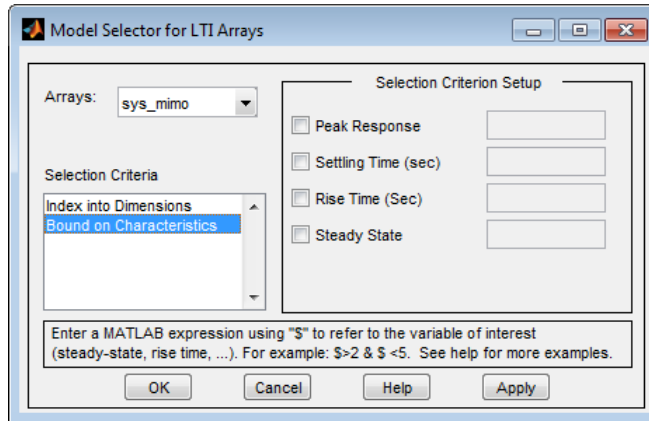 Model Selector for LTI Arrays
Arrays:
sys_mimo
Selection Criteria
Index into Dimensions
Bound on Characteristics
Selection Criterion Setup
Peak Response
Settling Time (sec)
Rise Time (Sec)
Steady State
Enter a MATLAB expression using "$" to refer to the variable of interest
(steady-state, rise time, ...). For example: $>2 & $ <5. See help for more examples.
OK
Cancel
Help
Apply